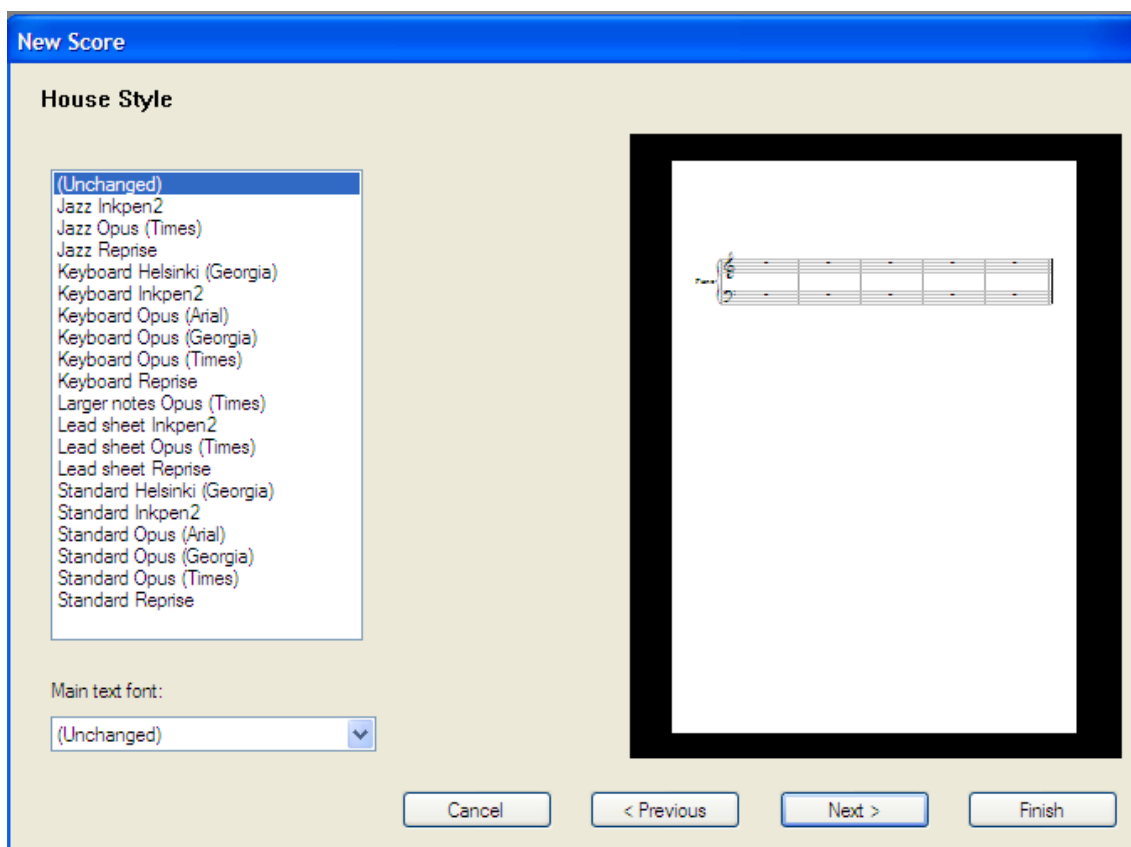 New Score
House Style
(Unchanged)
Jazz Inkpen2
Jazz Opus (Times)
Jazz Reprise
Keyboard Helsinki (Georgia)
Keyboard Inkpen2
Keyboard Opus (Arial)
Keyboard Opus (Georgia)
Keyboard Opus (Times)
Keyboard Reprise
Larger notes Opus (Times)
Lead sheet Inkpen2
Lead sheet Opus (Times)
Lead sheet Reprise
Standard Helsinki (Georgia)
Standard Inkpen2
Standard Opus (Arial)
Standard Opus (Georgia)
Standard Opus (Times)
Standard Reprise
Main text font:
(Unchanged)
Cancel
< Previous
Next >
Finish